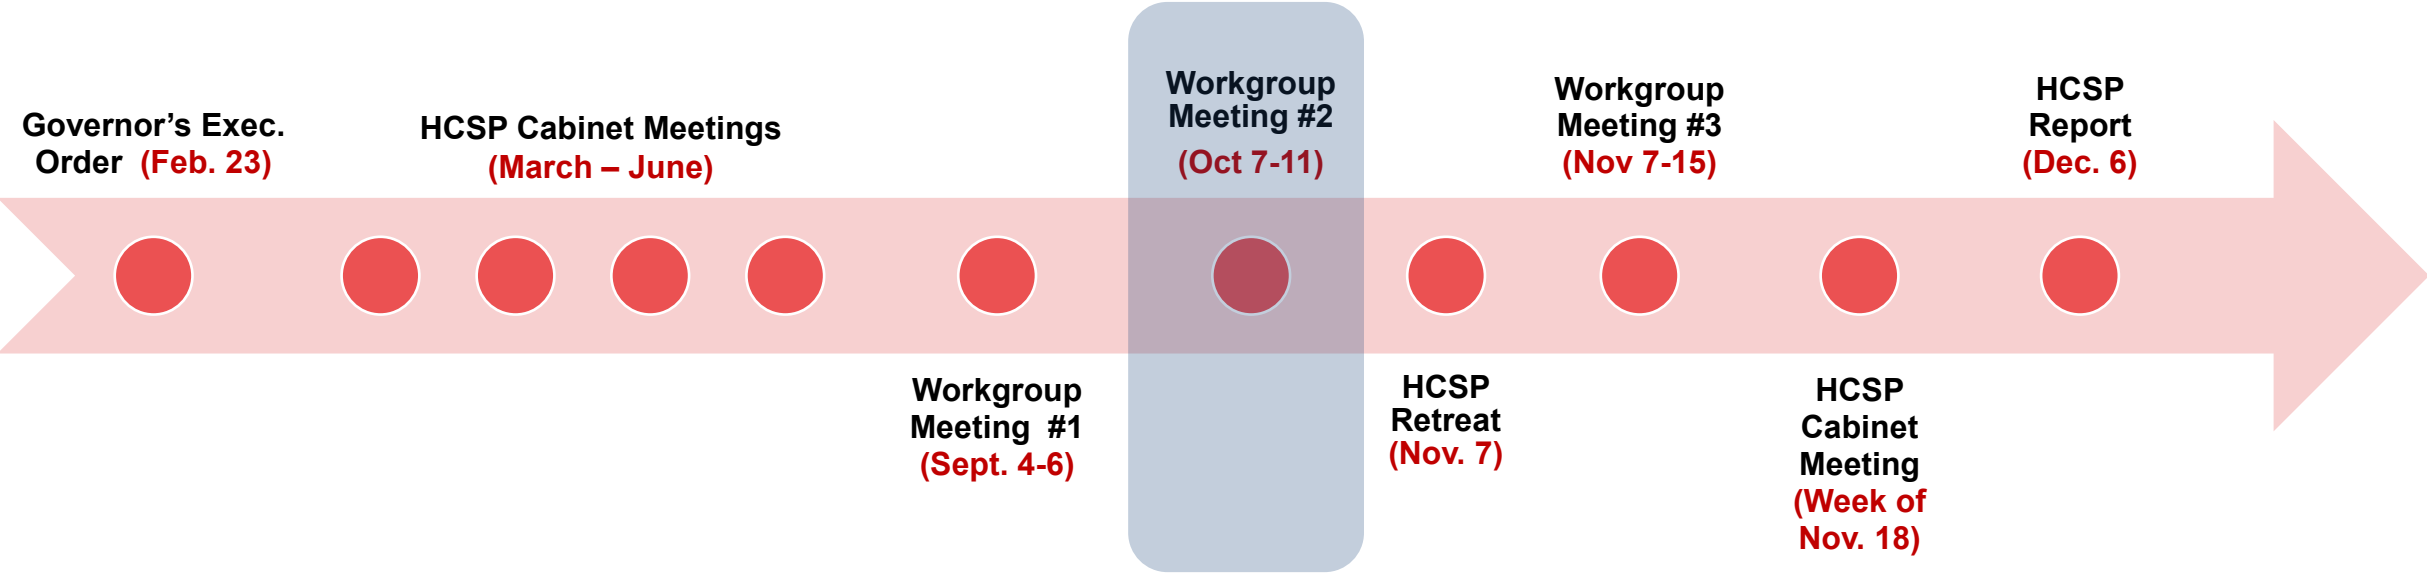 Governor’s Exec.
Order  (Feb. 23)
HCSP Cabinet Meetings
(March – June)
Workgroup
Meeting  #1
(Sept. 4-6)
Workgroup
Meeting #2
(Oct 7-11)
HCSP
Retreat
(Nov. 7)
Workgroup
Meeting #3
(Nov 7-15)
HCSP
Cabinet
Meeting
(Week of
Nov. 18)
HCSP
Report
(Dec. 6)